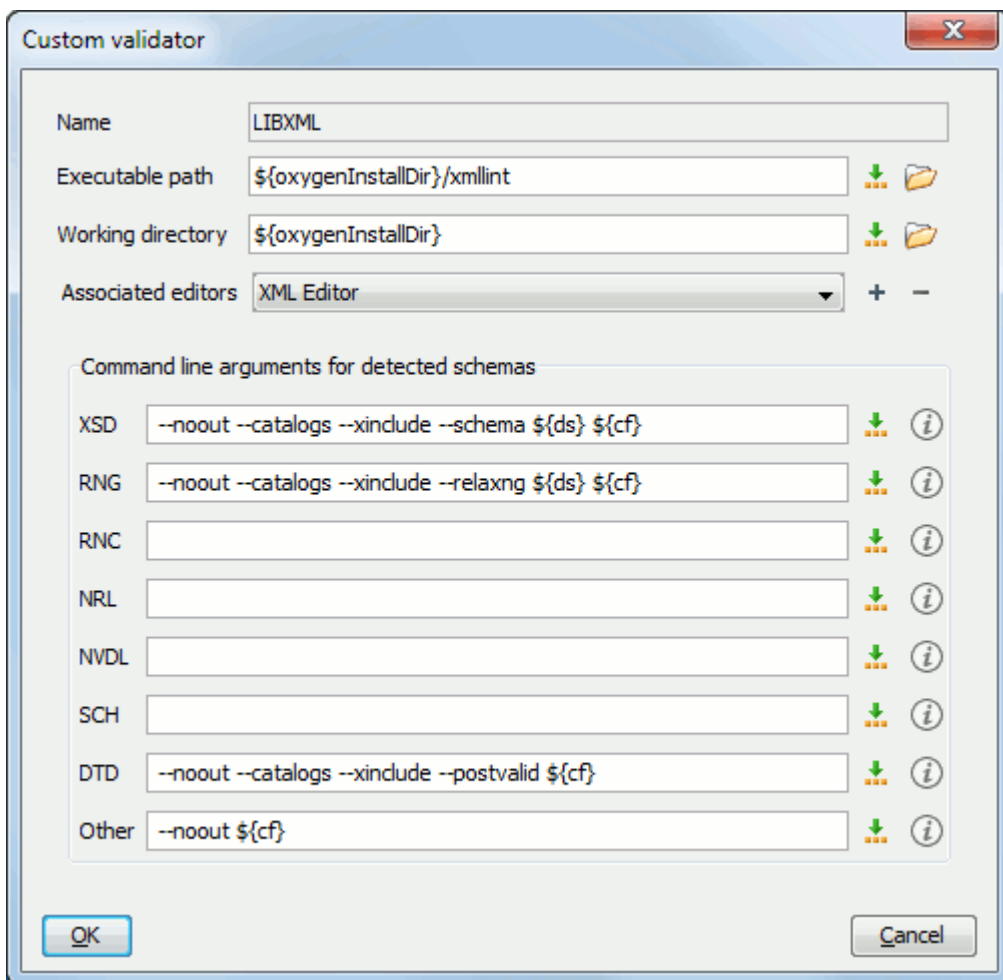 Custom validator
Name LIBXML
Executable path ${oxygenInstallDir}/xmllint
Working directory ${oxygenInstallDir}
Associated editors XML Editor + −
Command line arguments for detected schemas
XSD --noout --catalogs --xinclude --schema ${ds} ${cf}
RNG --noout --catalogs --xinclude --relaxng ${ds} ${cf}
RNC
NRL
NVDL
SCH
DTD --noout --catalogs --xinclude --postvalid ${cf}
Other --noout ${cf}
OK Cancel